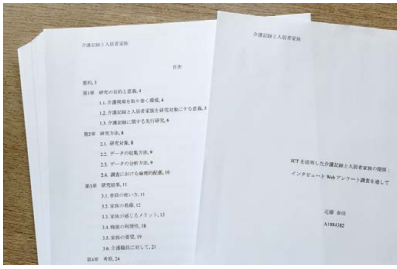 介護記録と入居者家族
目次
要約, 3
第1章 研究の目的と意義, 4
1.1. 介護現場を取り巻く環境, 4
1.2. 介護記録と入居者家族を研究対象にする意義, 5
1.3. 介護記録に関する先行研究, 6
第2章 研究方法, 8
2.1. 研究対象, 8
2.2. データの収集方法, 9
2.3. データの分析方法, 9
2.4. 調査における倫理的配慮, 10
第3章 研究結果, 11
3.1. 音声の使い方, 11
3.2. 家族の格差, 12
3.3. 家族の感じるメリット, 13
3.4. 機能の利便性, 18
3.5. 家族の要望, 19
3.6. 介護職員に対して, 21
第4章 考察, 24
介護記録と入居者家族
ICTを活用した介護記録と入居者家族の関係:
インタビューとWebアンケート調査を通して
近藤
A1884282